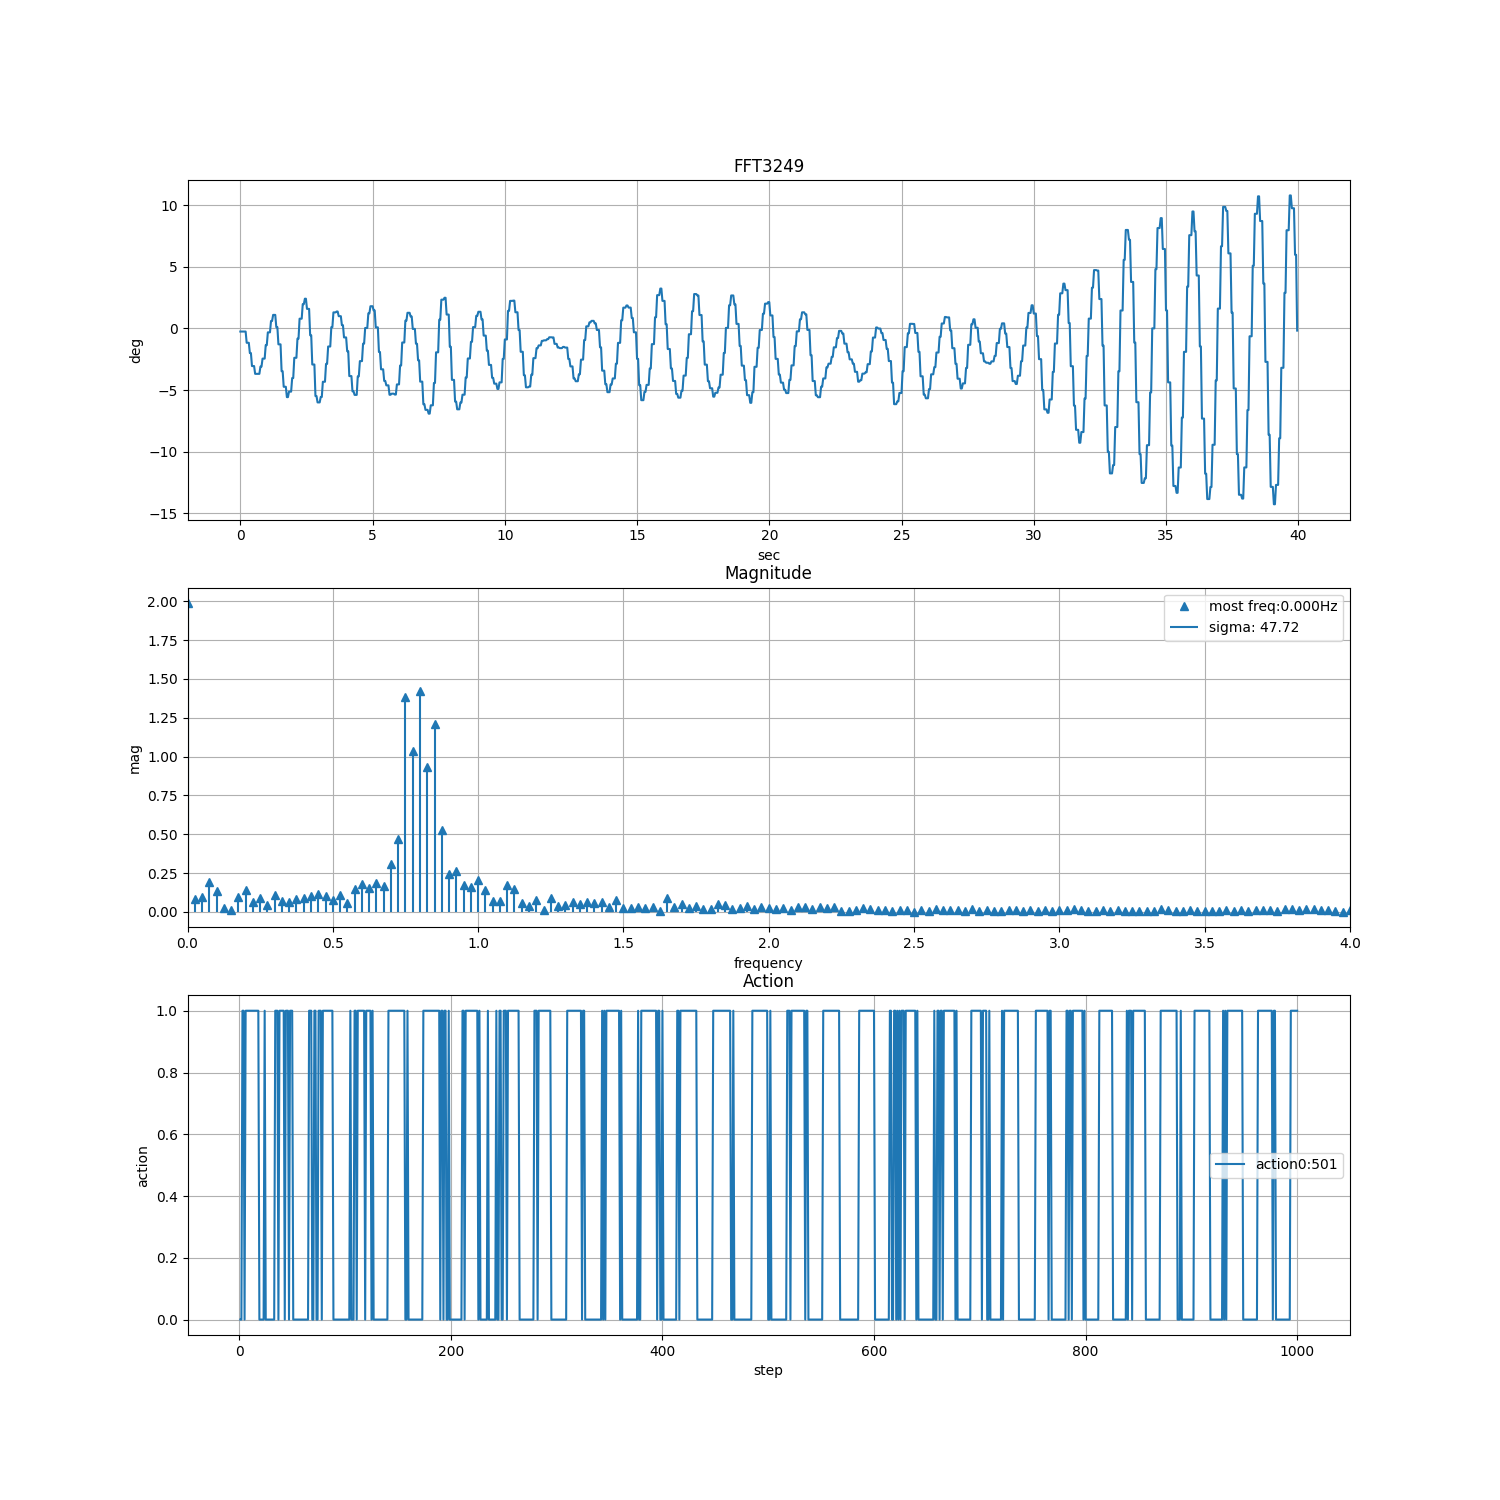 FFT3249
10
5
0
−5
−10
−15
deg
0 5 10 15 20 25 30 35 40
sec
Magnitude
2.00
1.75
1.50
1.25
1.00
0.75
0.50
0.25
0.00
mag
most freq:0.000Hz
sigma: 47.72
0.0 0.5 1.0 1.5 2.0 2.5 3.0 3.5 4.0
frequency
Action
1.0
0.8
0.6
0.4
0.2
0.0
action
action0:501
0 200 400 600 800 1000
step